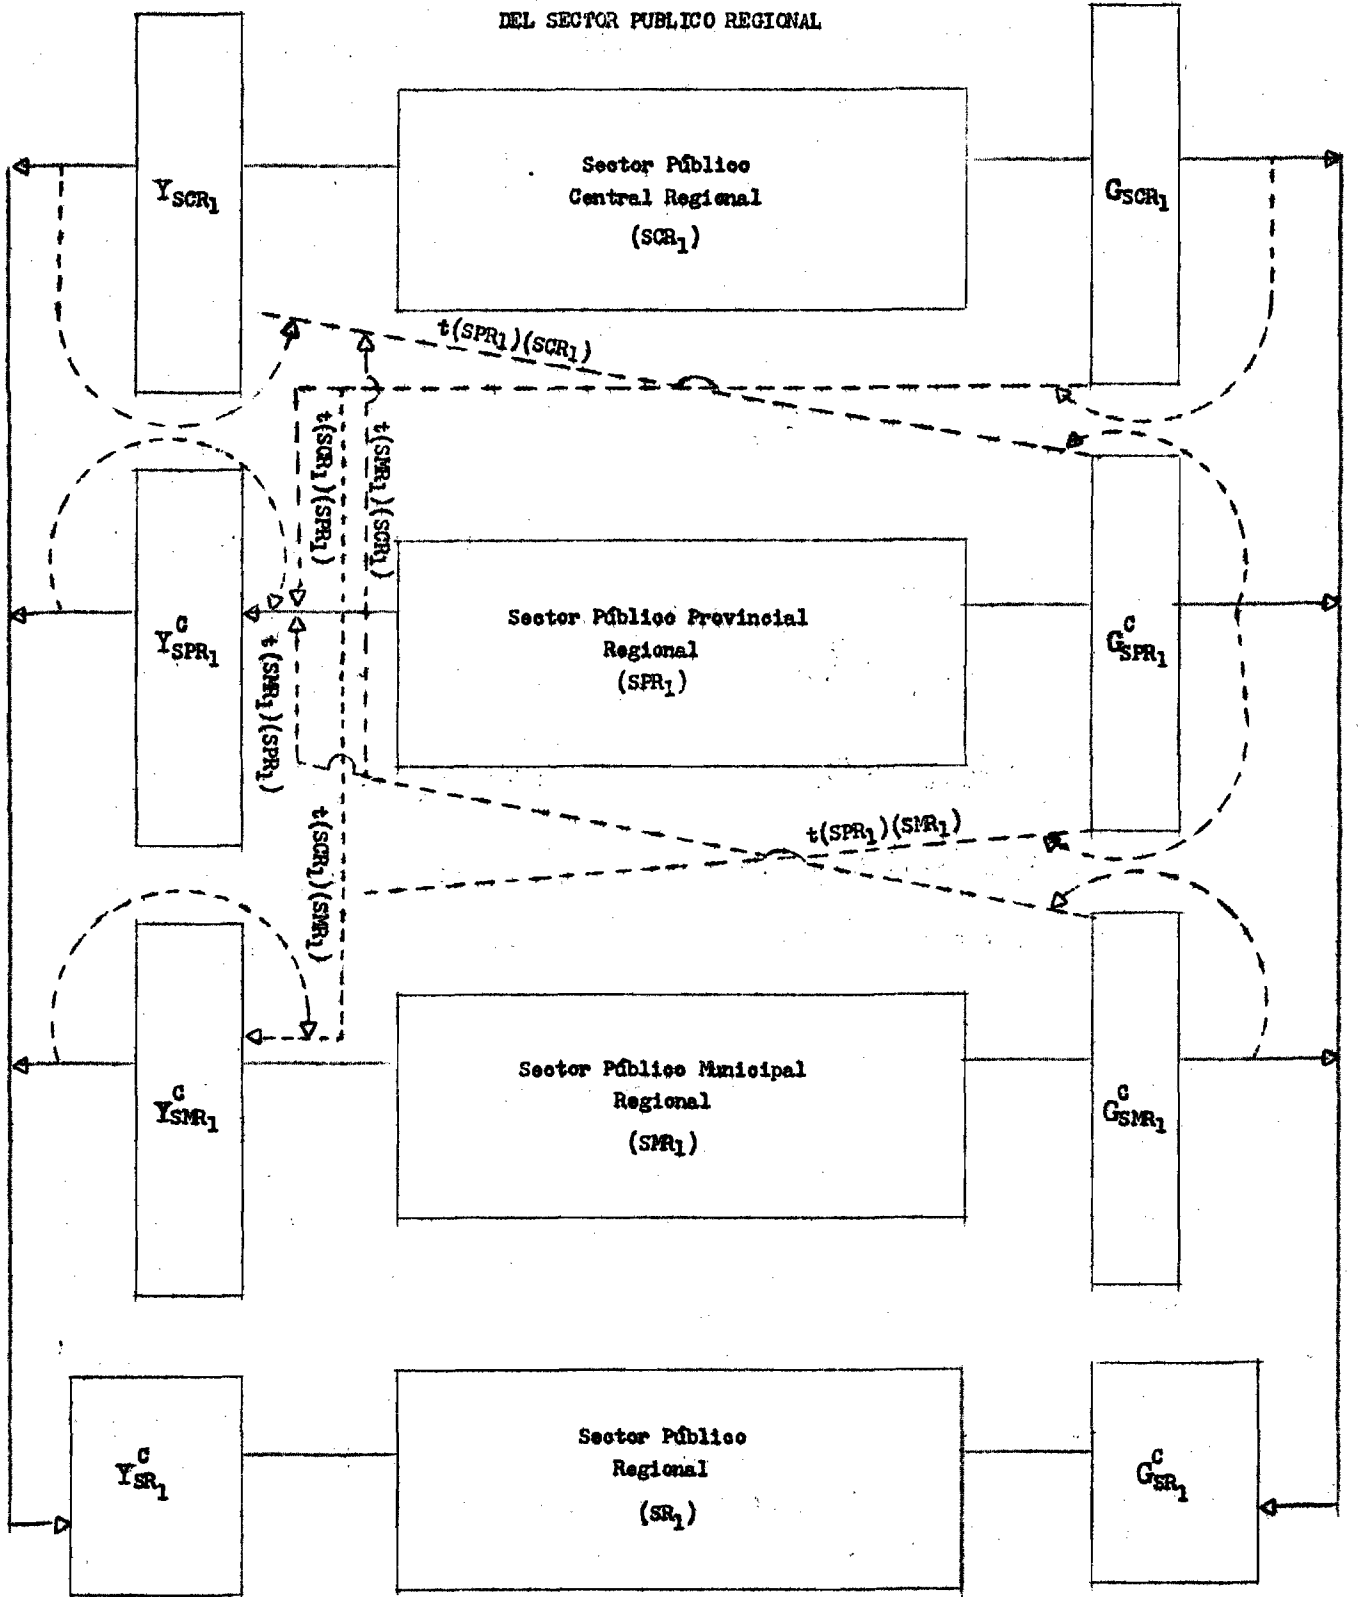 DEL SECTOR PUBLICO REGIONAL
Y_SCR1
Sector Público
Central Regional
(SCR1)
G_SCR1
t(SPR1)(SCR1)
t(SCR1)(SPR1)
t(SMR1)(SCR1)
Y^C_SPR1
Sector Público Provincial
Regional
(SPR1)
G^C_SPR1
t(SMR1)(SPR1)
t(SCR1)(SMR1)
t(SPR1)(SMR1)
Y^C_SMR1
Sector Público Municipal
Regional
(SMR1)
G^C_SMR1
Y^C_SR1
Sector Público
Regional
(SR1)
G^C_SR1